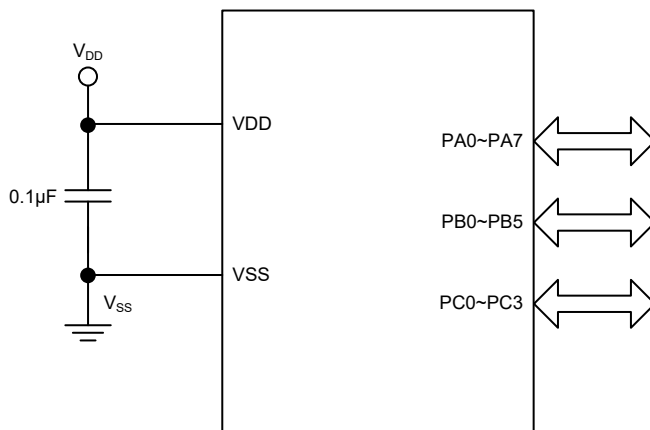 VDD
VDD
PA0~PA7
0.1µF
PB0~PB5
VSS
VSS
PC0~PC3